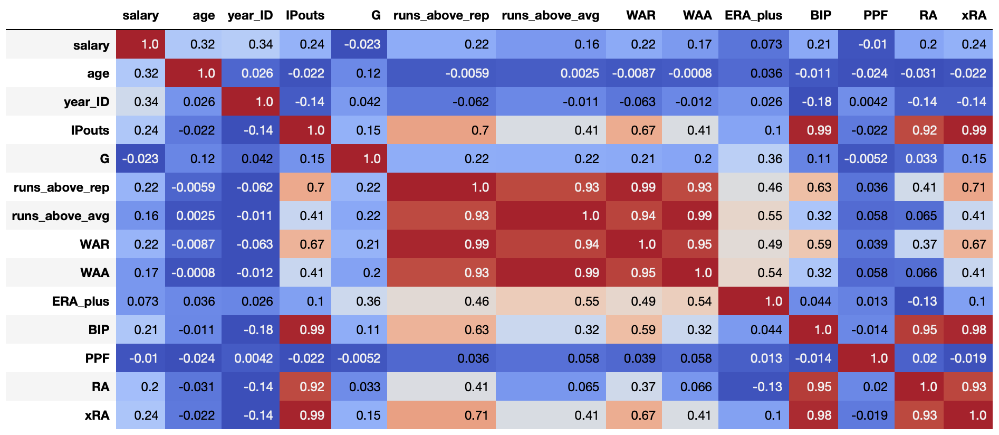 salary age year_ID IPouts G runs_above_rep runs_above_avg WAR WAA ERA_plus BIP PPF RA xRA
salary 1.0 0.32 0.34 0.24 -0.023 0.22 0.16 0.22 0.17 0.073 0.21 -0.01 0.2 0.24
age 0.32 1.0 0.026 -0.022 0.12 -0.0059 0.0025 -0.0087 -0.0008 0.036 -0.011 -0.024 -0.031 -0.022
year_ID 0.34 0.026 1.0 -0.14 0.042 -0.062 -0.011 -0.063 -0.012 0.026 -0.18 0.0042 -0.14 -0.14
IPouts 0.24 -0.022 -0.14 1.0 0.15 0.7 0.41 0.67 0.41 0.1 0.99 -0.022 0.92 0.99
G -0.023 0.12 0.042 0.15 1.0 0.22 0.22 0.21 0.2 0.36 0.11 -0.0052 0.033 0.15
runs_above_rep 0.22 -0.0059 -0.062 0.7 0.22 1.0 0.93 0.99 0.93 0.46 0.63 0.036 0.41 0.71
runs_above_avg 0.16 0.0025 -0.011 0.41 0.22 0.93 1.0 0.94 0.99 0.55 0.32 0.058 0.065 0.41
WAR 0.22 -0.0087 -0.063 0.67 0.21 0.99 0.94 1.0 0.95 0.49 0.59 0.039 0.37 0.67
WAA 0.17 -0.0008 -0.012 0.41 0.2 0.93 0.99 0.95 1.0 0.54 0.32 0.058 0.066 0.41
ERA_plus 0.073 0.036 0.026 0.1 0.36 0.46 0.55 0.49 0.54 1.0 0.044 0.013 -0.13 0.1
BIP 0.21 -0.011 -0.18 0.99 0.11 0.63 0.32 0.59 0.32 0.044 1.0 -0.014 0.95 0.98
PPF -0.01 -0.024 0.0042 -0.022 -0.0052 0.036 0.058 0.039 0.058 0.013 -0.014 1.0 0.02 -0.019
RA 0.2 -0.031 -0.14 0.92 0.033 0.41 0.065 0.37 0.066 -0.13 0.95 0.02 1.0 0.93
xRA 0.24 -0.022 -0.14 0.99 0.15 0.71 0.41 0.67 0.41 0.1 0.98 -0.019 0.93 1.0